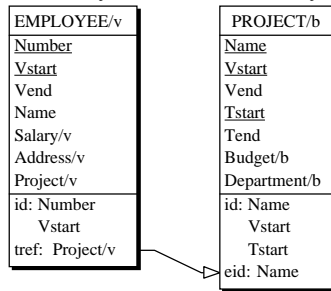 EMPLOYEE/v
Number
Vstart
Vend
Name
Salary/v
Address/v
Project/v
id: Number
Vstart
tref: Project/v
PROJECT/b
Name
Vstart
Vend
Tstart
Tend
Budget/b
Department/b
id: Name
Vstart
Tstart
eid: Name